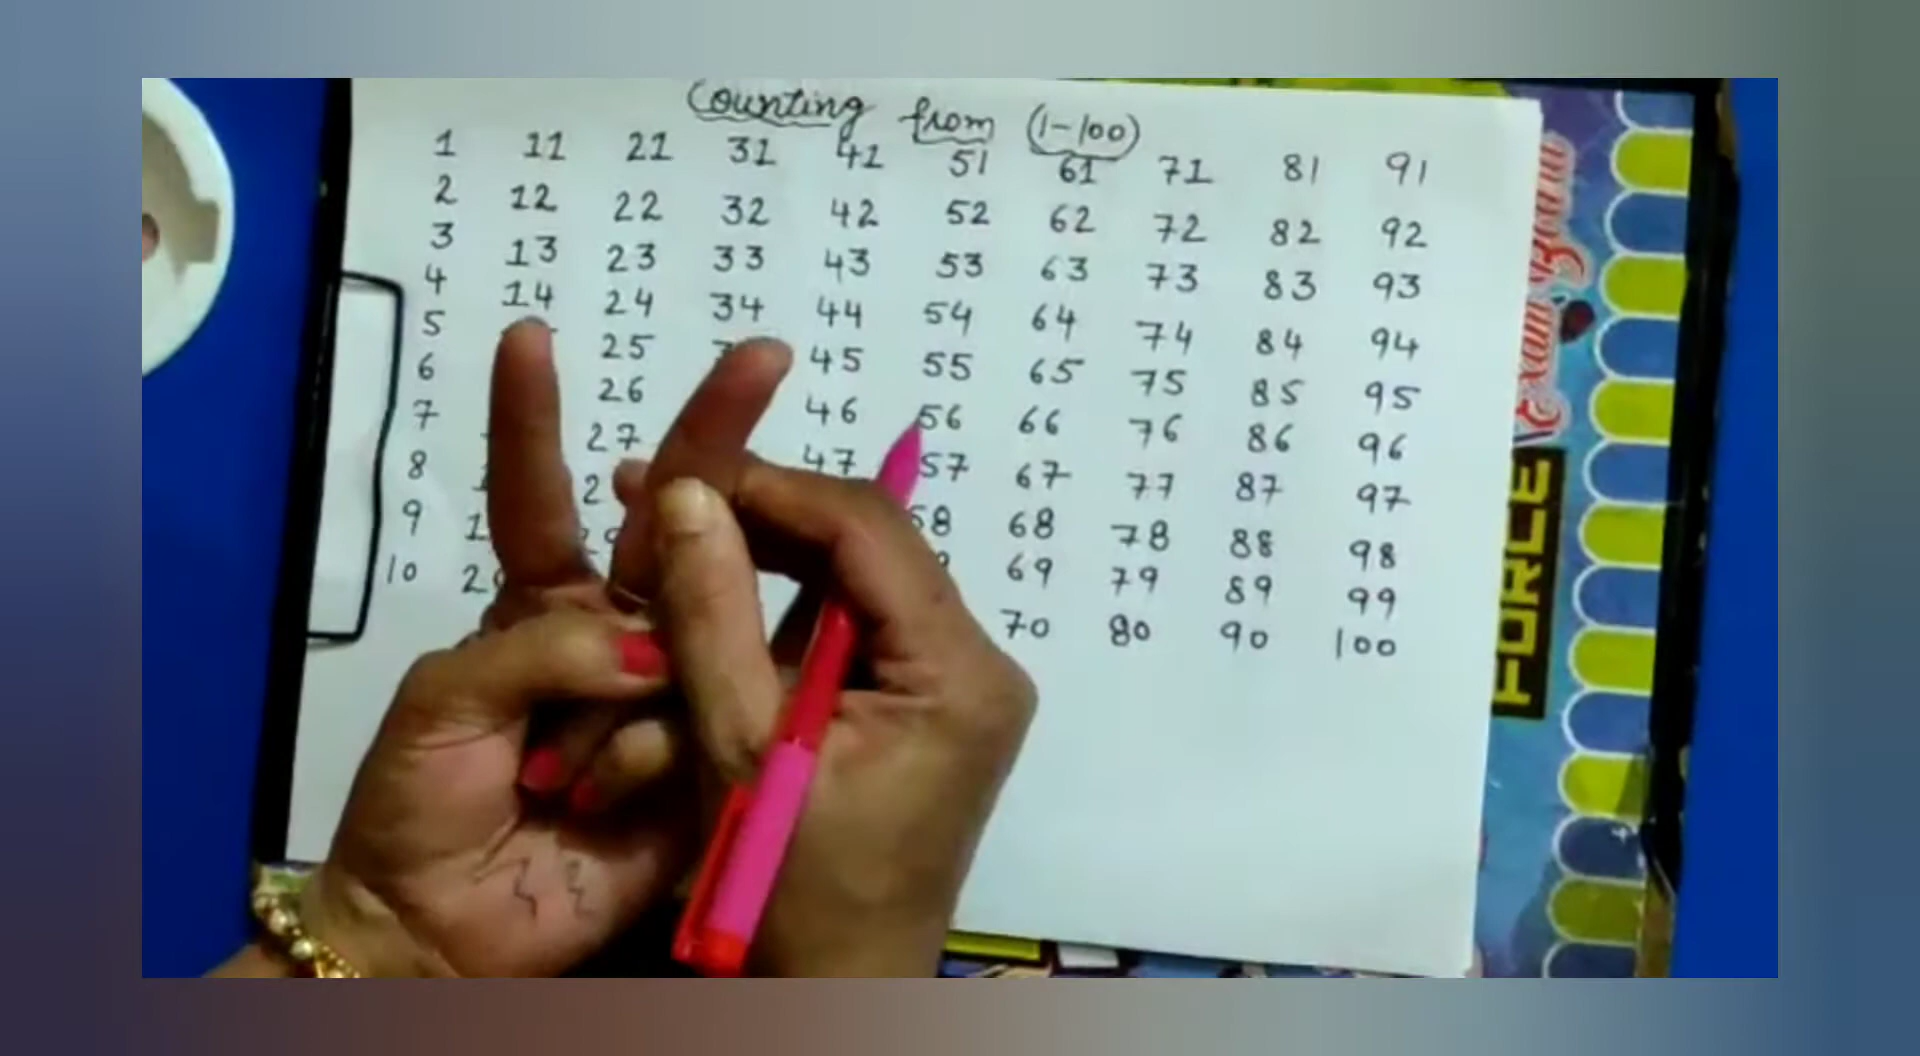 Counting from (1-100)
1 11 21 31 41 51 61 71 81 91
2 12 22 32 42 52 62 72 82 92
3 13 23 33 43 53 63 73 83 93
4 14 24 34 44 54 64 74 84 94
5 25 45 55 65 75 85 95
6 26 46 56 66 76 86 96
7 27 47 57 67 77 87 97
8 68 78 88 98
9 69 79 89 99
10 70 80 90 100
Exam Board
FORCE